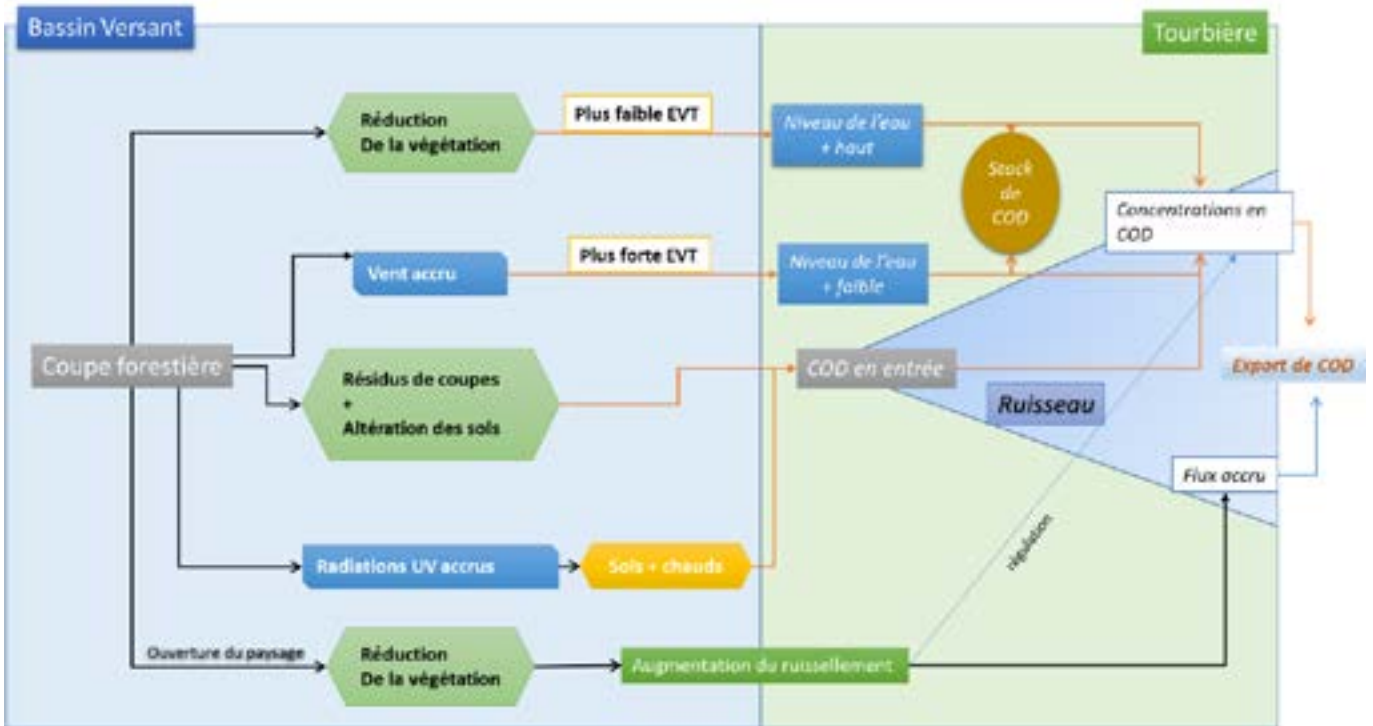 Bassin Versant
Tourbière
Réduction
De la végétation
Plus faible EVT
Niveau de l'eau
+ haut
Stock
de
COD
Concentrations en
COD
Vent accru
Plus forte EVT
Niveau de l'eau
+ faible
Coupe forestière
Résidus de coupes
+
Altération des sols
COD en entrée
Ruisseau
Export de COD
Flux accru
régulation
Radiations UV accrus
Sols + chauds
Ouverture du paysage
Réduction
De la végétation
Augmentation du ruissellement